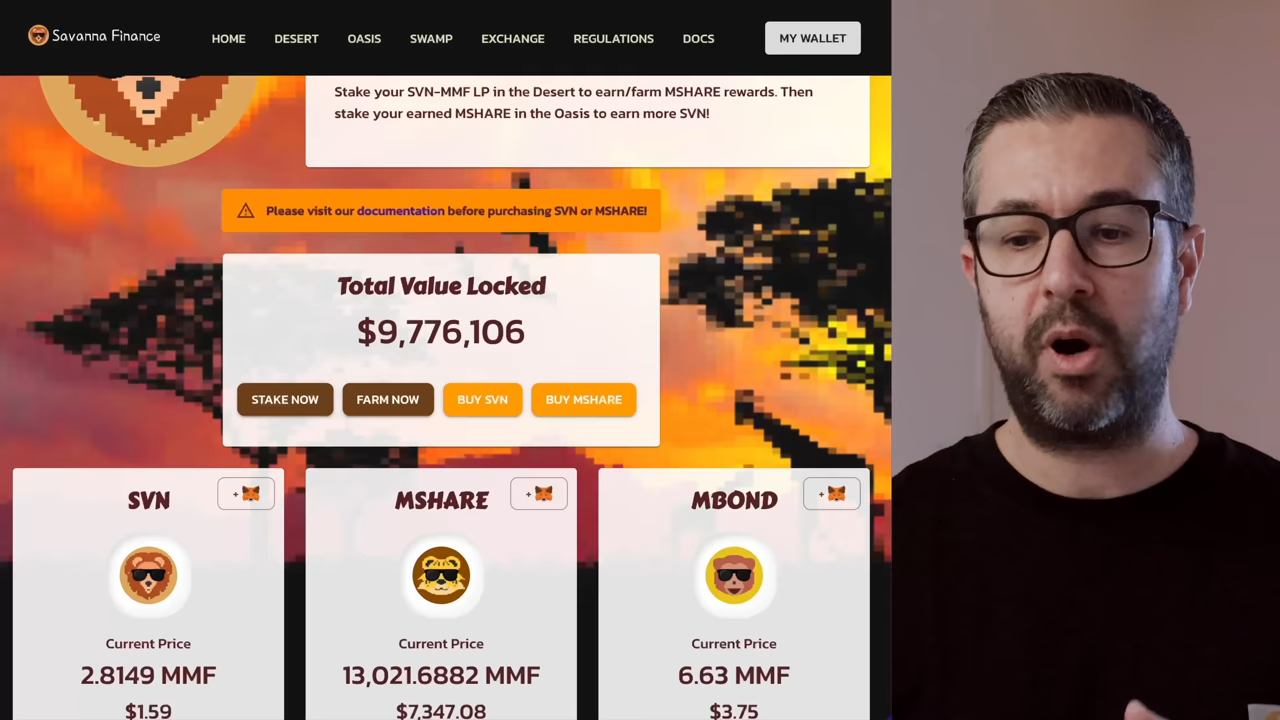 Savanna Finance
HOME DESERT OASIS SWAMP EXCHANGE REGULATIONS DOCS MY WALLET
Stake your SVN-MMF LP in the Desert to earn/farm MSHARE rewards. Then
stake your earned MSHARE in the Oasis to earn more SVN!
Please visit our documentation before purchasing SVN or MSHARE!
Total Value Locked
$9,776,106
STAKE NOW FARM NOW BUY SVN BUY MSHARE
SVN + MSHARE + MBOND +
Current Price Current Price Current Price
2.8149 MMF 13,021.6882 MMF 6.63 MMF
$1.59 $7,347.08 $3.75